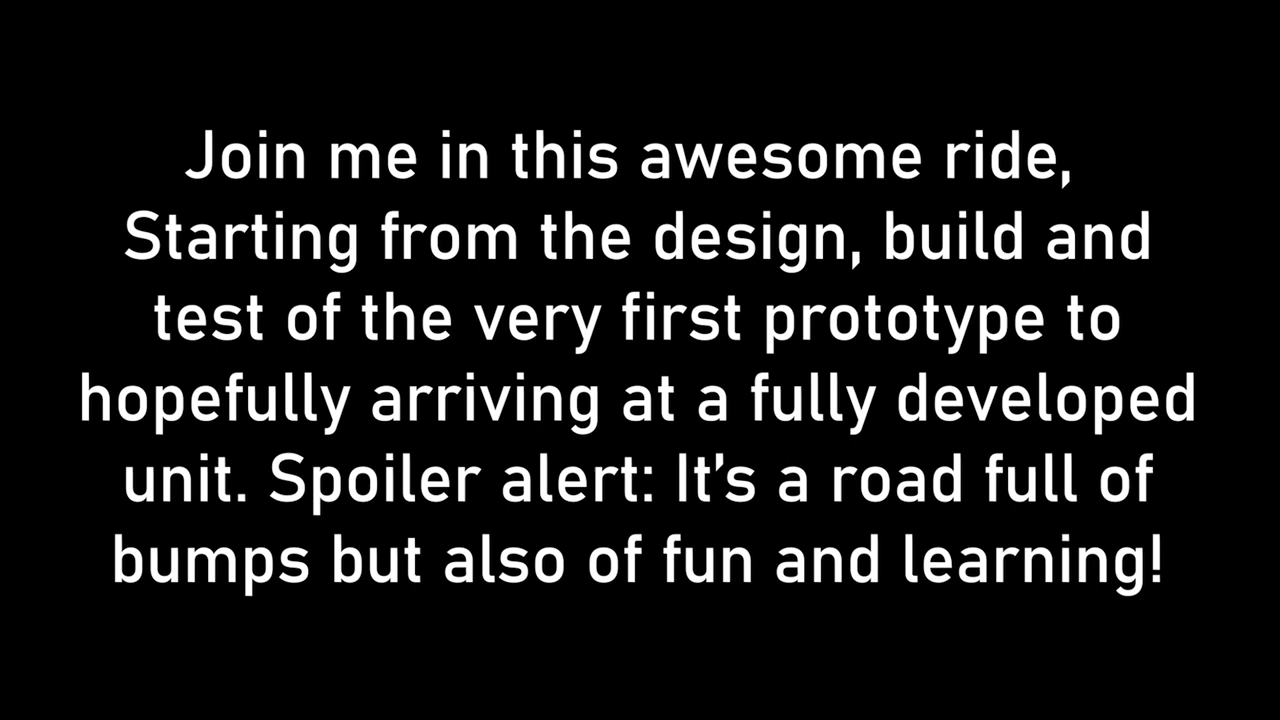 Join me in this awesome ride,
Starting from the design, build and
test of the very first prototype to
hopefully arriving at a fully developed
unit. Spoiler alert: It’s a road full of
bumps but also of fun and learning!